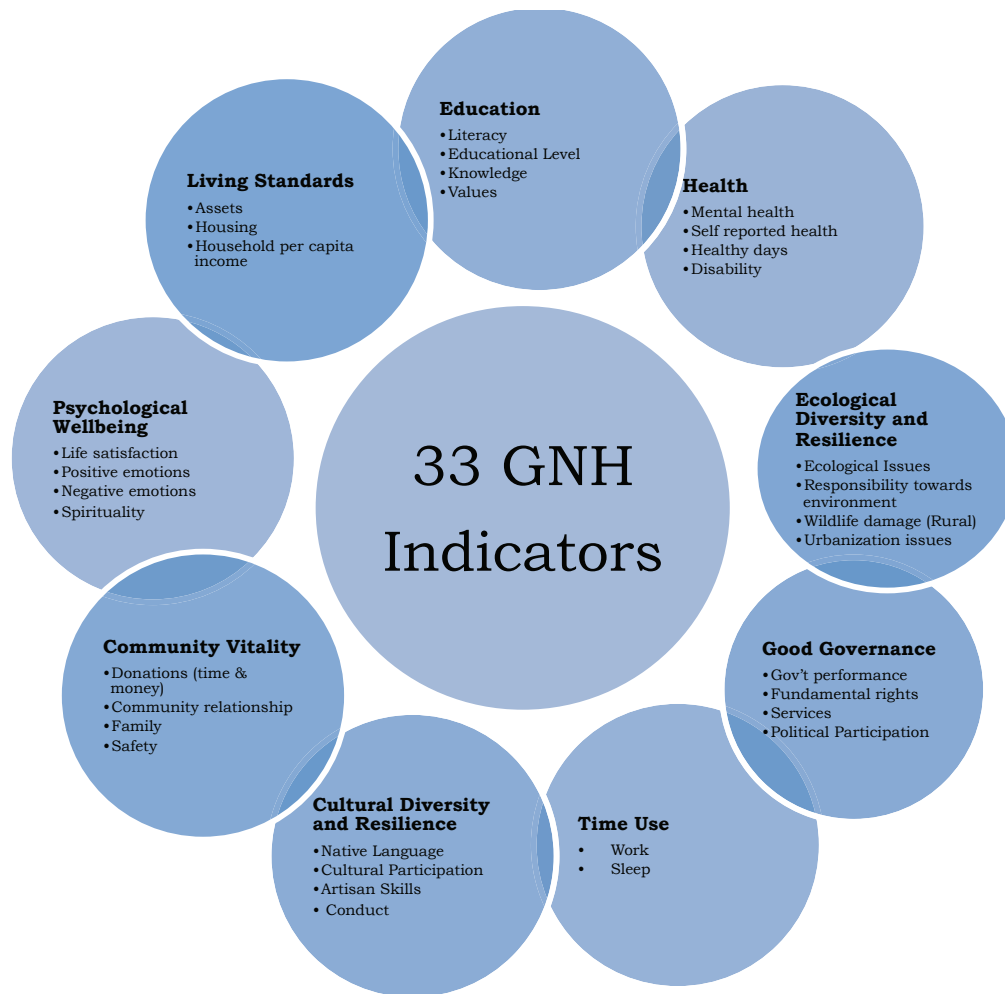 Education
•Literacy
•Educational Level
•Knowledge
•Values
Health
•Mental health
•Self reported health
•Healthy days
•Disability
Ecological
Diversity and
Resilience
•Ecological Issues
•Responsibility towards
environment
•Wildlife damage (Rural)
•Urbanization issues
Good Governance
•Gov't performance
•Fundamental rights
•Services
•Political Participation
Time Use
• Work
• Sleep
Cultural Diversity
and Resilience
•Native Language
•Cultural Participation
•Artisan Skills
• Conduct
Community Vitality
•Donations (time &
money)
•Community relationship
•Family
•Safety
Psychological
Wellbeing
•Life satisfaction
•Positive emotions
•Negative emotions
•Spirituality
Living Standards
•Assets
•Housing
•Household per capita
income
33 GNH
Indicators